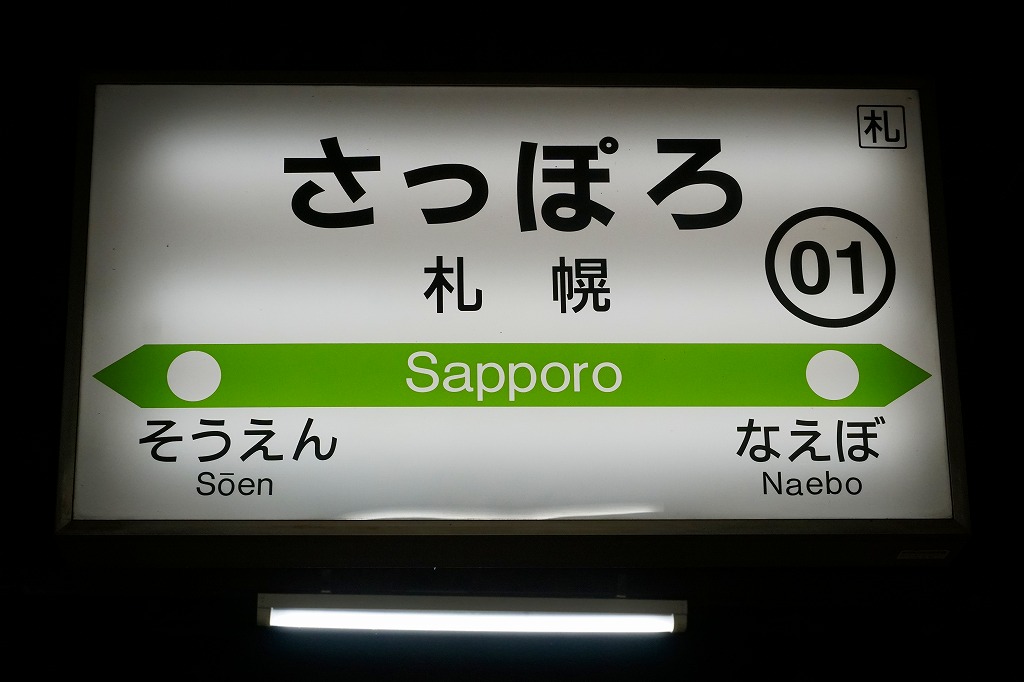 札
さっぽろ
札幌
01
Sapporo
そうえん
Sōen
なえぼ
Naebo